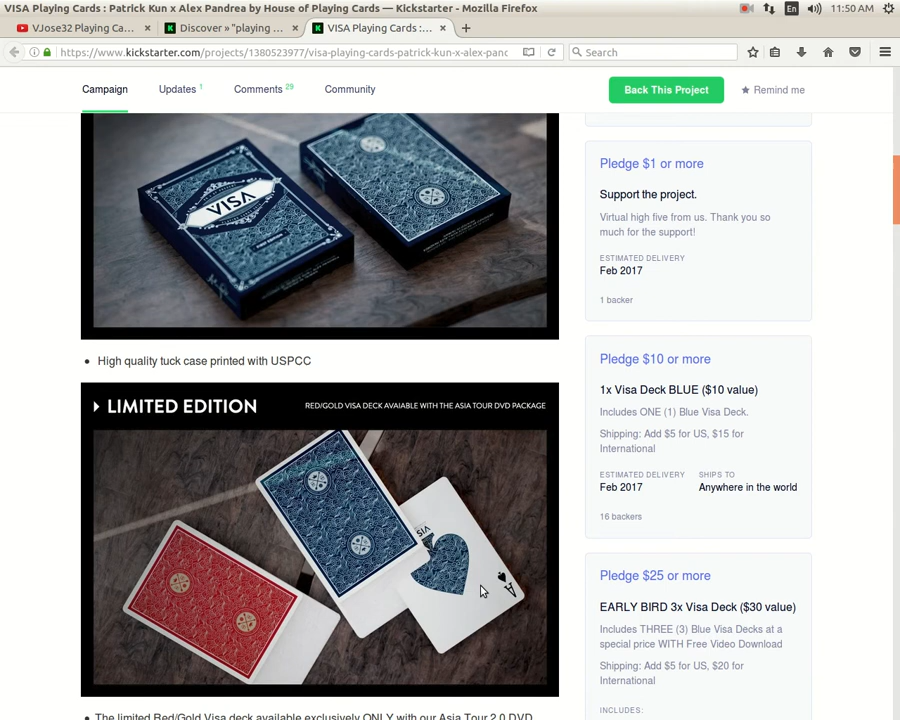 VISA Playing Cards : Patrick Kun x Alex Pandrea by House of Playing Cards — Kickstarter - Mozilla Firefox
En
11:50 AM
VJose32 Playing Ca...
Discover » "playing ...
VISA Playing Cards :...
https://www.kickstarter.com/projects/1380523977/visa-playing-cards-patrick-kun-x-alex-panc
Search
Campaign
Updates 1
Comments 29
Community
Back This Project
Remind me
VISA
High quality tuck case printed with USPCC
LIMITED EDITION
RED/GOLD VISA DECK AVAIABLE WITH THE ASIA TOUR DVD PACKAGE
VISA
A
The limited Red/Gold Visa deck available exclusively ONLY with our Asia Tour 2.0 DVD
Pledge $1 or more
Support the project.
Virtual high five from us. Thank you so
much for the support!
ESTIMATED DELIVERY
Feb 2017
1 backer
Pledge $10 or more
1x Visa Deck BLUE ($10 value)
Includes ONE (1) Blue Visa Deck.
Shipping: Add $5 for US, $15 for
International
ESTIMATED DELIVERY
SHIPS TO
Feb 2017
Anywhere in the world
16 backers
Pledge $25 or more
EARLY BIRD 3x Visa Deck ($30 value)
Includes THREE (3) Blue Visa Decks at a
special price WITH Free Video Download
Shipping: Add $5 for US, $20 for
International
INCLUDES: